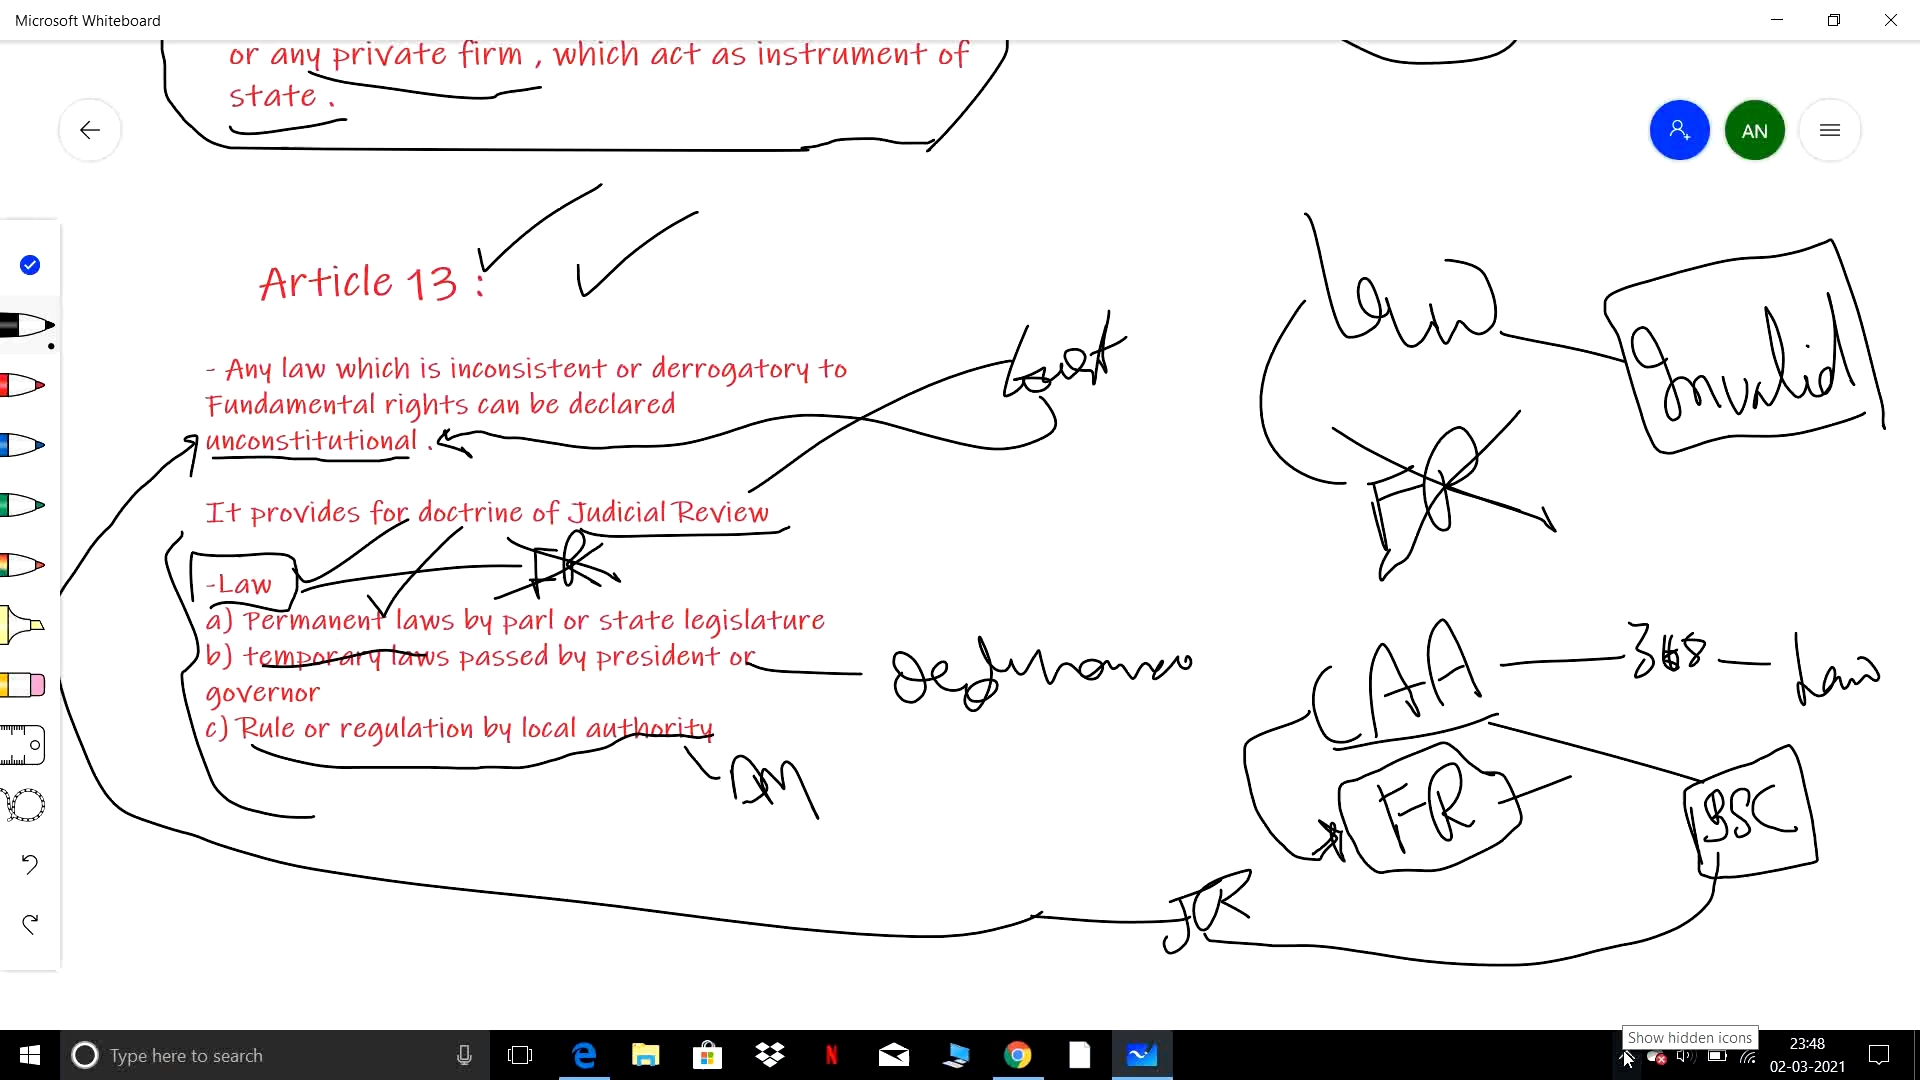 Microsoft Whiteboard
or any private firm , which act as instrument of
state .
AN
Article 13 :
- Any law which is inconsistent or derrogatory to
Fundamental rights can be declared
unconstitutional .
It provides for doctrine of Judicial Review
-Law
a) Permanent laws by parl or state legislature
b) temporary laws passed by president or
governor
c) Rule or regulation by local authority
Law
Invalid
FR
FR
CAA
368
Law
FR
BSC
DM
JR
Type here to search
Show hidden icons
23:48
02-03-2021